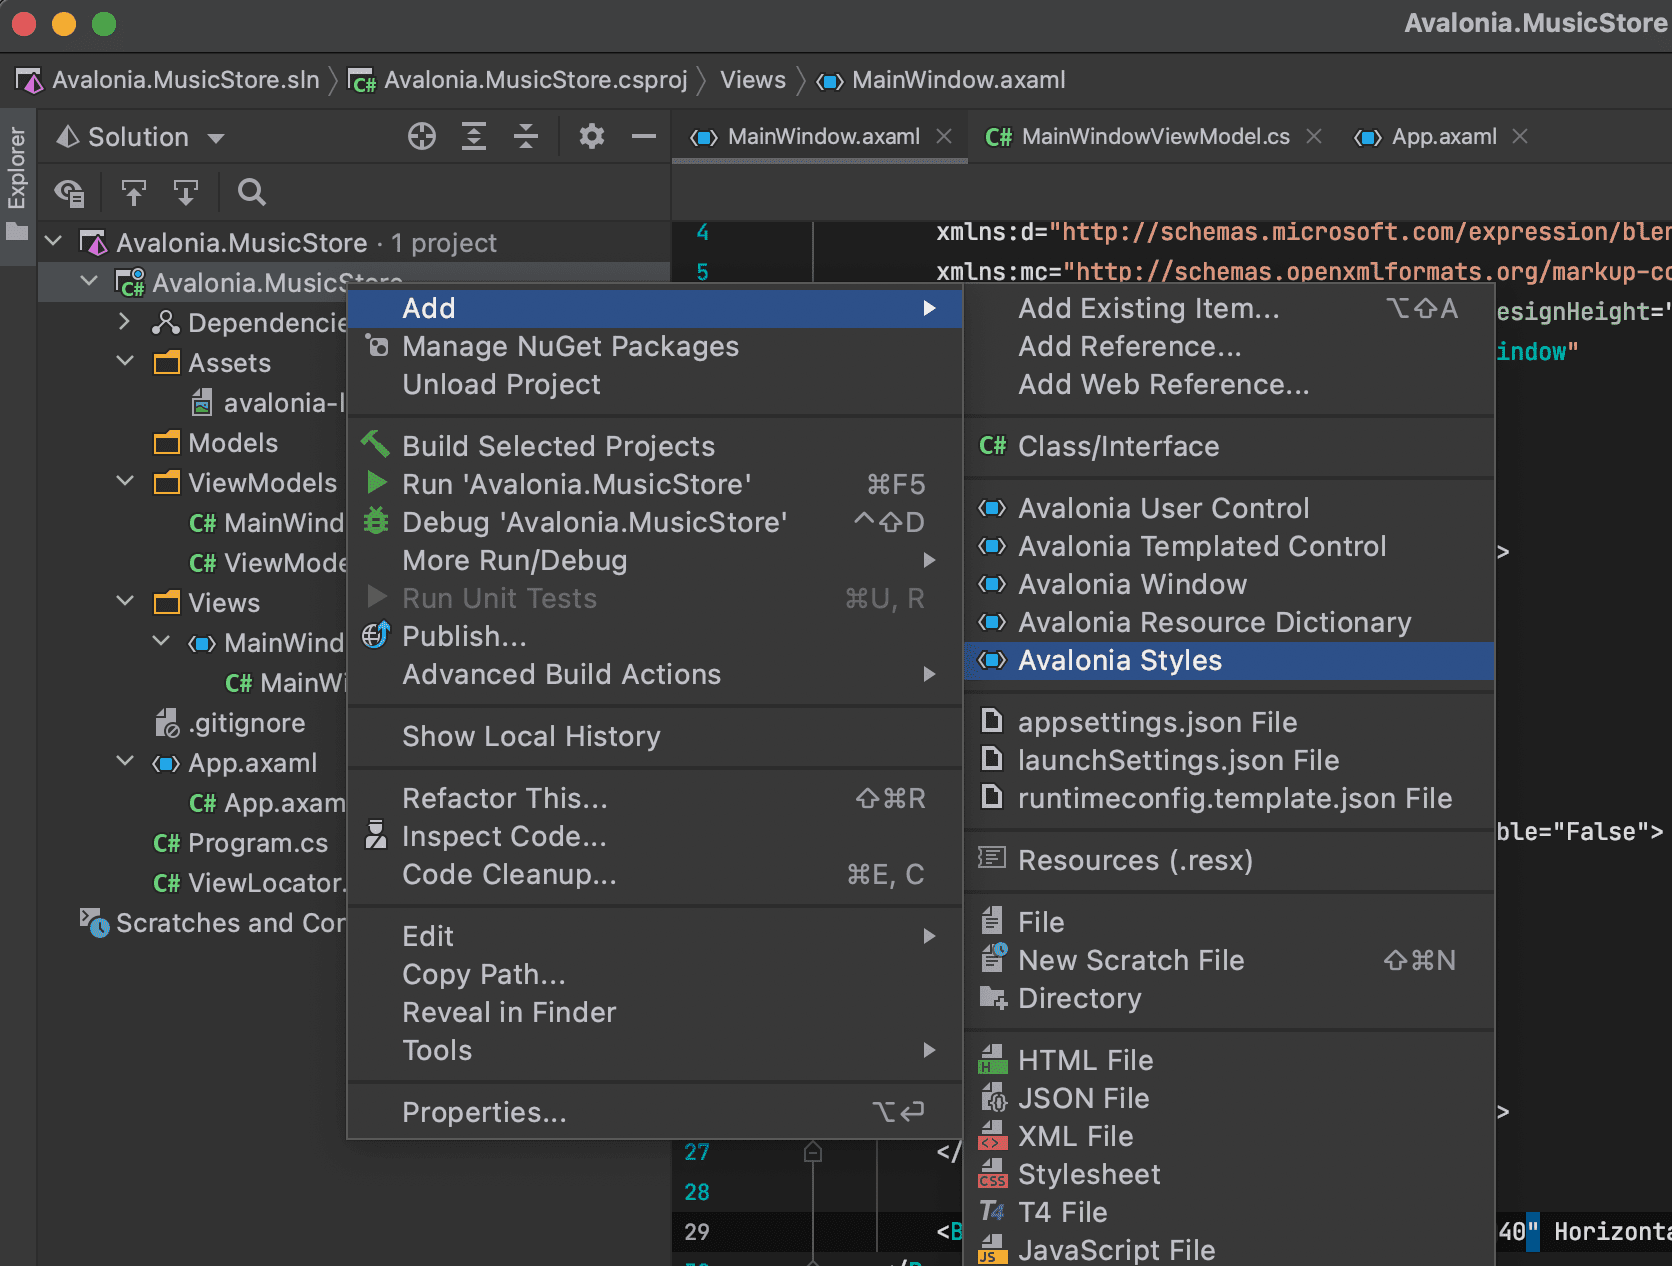 Avalonia.MusicStore
Avalonia.MusicStore.sln
Avalonia.MusicStore.csproj
Views
MainWindow.axaml
Explorer
Solution
MainWindow.axaml
MainWindowViewModel.cs
App.axaml
Avalonia.MusicStore · 1 project
Avalonia.MusicStore
Dependencie
Assets
avalonia-l
Models
ViewModels
C# MainWind
C# ViewMode
Views
MainWind
C# MainWi
.gitignore
App.axaml
C# App.axam
C# Program.cs
C# ViewLocator.
Scratches and Cor
Add
Manage NuGet Packages
Unload Project
Build Selected Projects
Run 'Avalonia.MusicStore' ⌘F5
Debug 'Avalonia.MusicStore' ^⇧D
More Run/Debug
Run Unit Tests ⌘U, R
Publish...
Advanced Build Actions
Show Local History
Refactor This... ⇧⌘R
Inspect Code...
Code Cleanup... ⌘E, C
Edit
Copy Path...
Reveal in Finder
Tools
Properties... ⌥↩
Add Existing Item... ⌥⇧A
Add Reference...
Add Web Reference...
C# Class/Interface
Avalonia User Control
Avalonia Templated Control
Avalonia Window
Avalonia Resource Dictionary
Avalonia Styles
appsettings.json File
launchSettings.json File
runtimeconfig.template.json File
Resources (.resx)
File
New Scratch File ⇧⌘N
Directory
HTML File
JSON File
XML File
Stylesheet
T4 File
JavaScript File
4 xmlns:d="http://schemas.microsoft.com/expression/blen
5 xmlns:mc="http://schemas.openxmlformats.org/markup-co
esignHeight="
indow"
>
ble="False">
>
27 </
28
29 <B 40" Horizonta